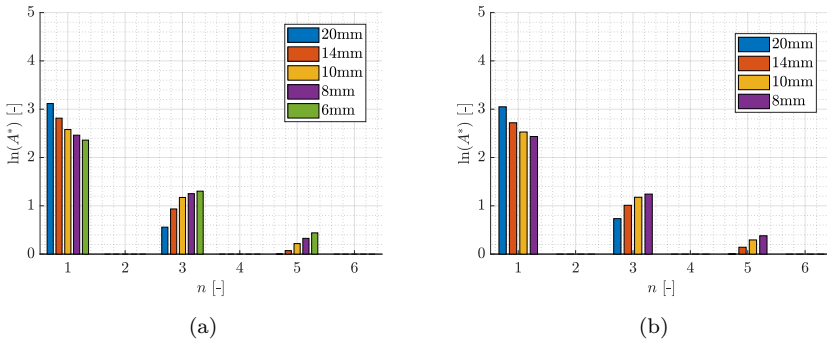 5
4
3
2
1
0
ln(A*) [-]
20mm
14mm
10mm
8mm
6mm
1 2 3 4 5 6
n [-]
(a)
5
4
3
2
1
0
ln(A*) [-]
20mm
14mm
10mm
8mm
1 2 3 4 5 6
n [-]
(b)